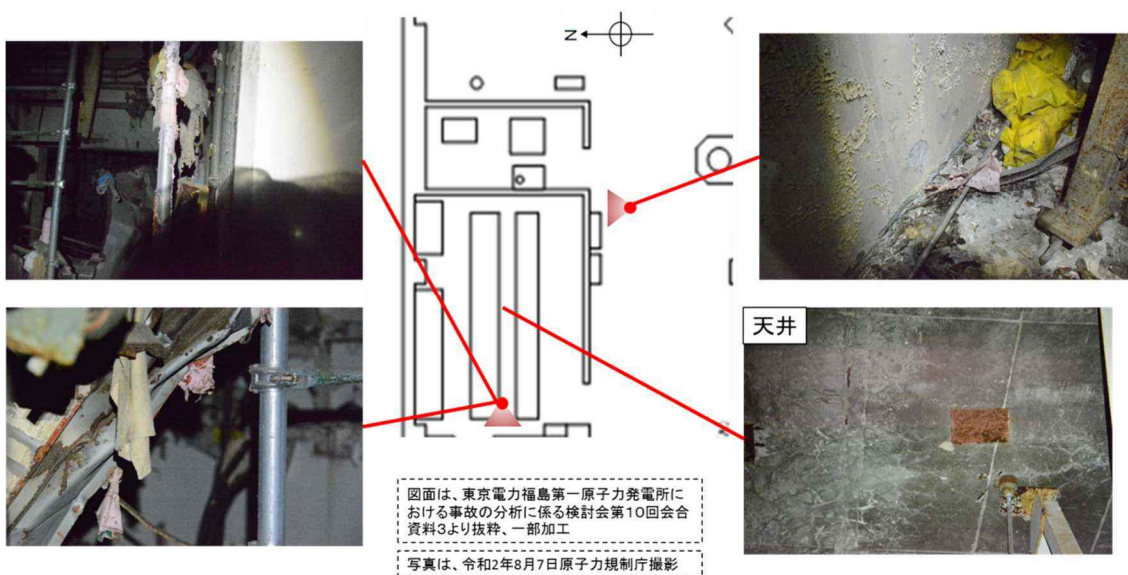 N
天井
図面は、東京電力福島第一原子力発電所に
おける事故の分析に係る検討会第10回会合
資料3より抜粋、一部加工
写真は、令和2年8月7日原子力規制庁撮影